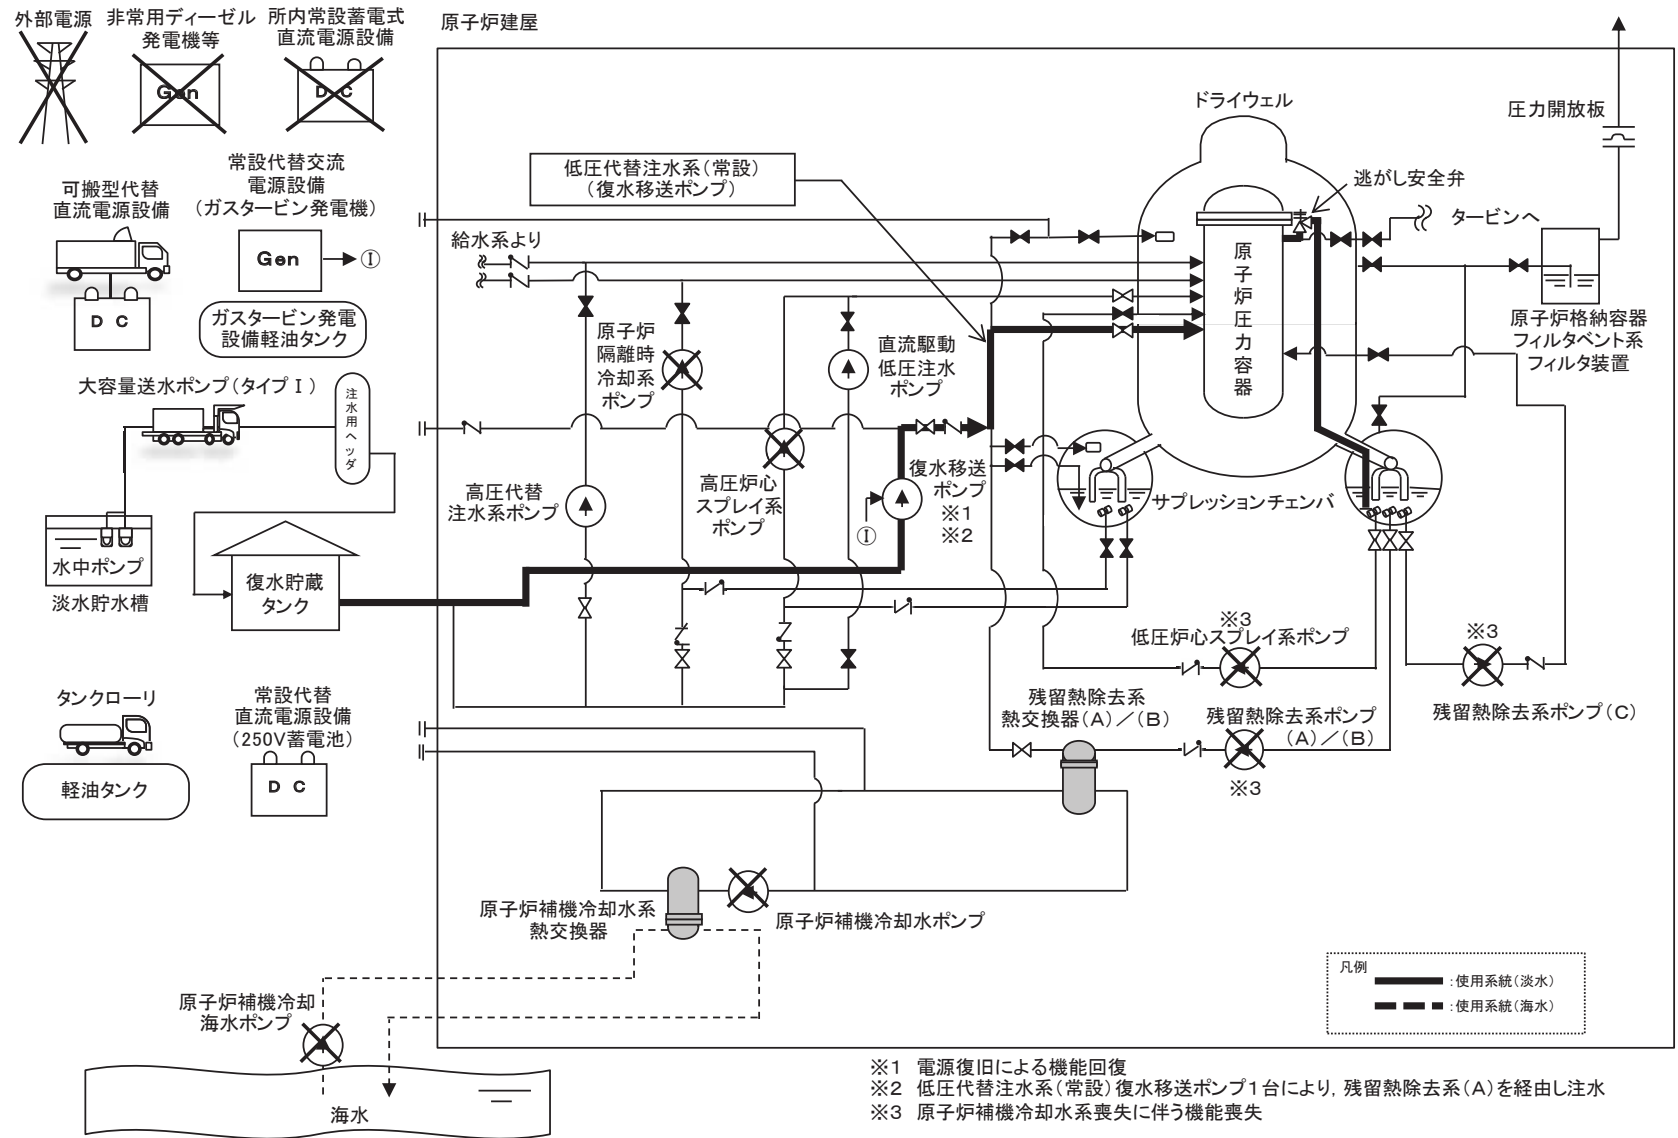 外部電源
非常用ディーゼル
発電機等
所内常設蓄電式
直流電源設備
原子炉建屋
Gen
D C
ドライウェル
圧力開放板
可搬型代替
直流電源設備
常設代替交流
電源設備
(ガスタービン発電機)
低圧代替注水系(常設)
(復水移送ポンプ)
逃がし安全弁
タービンへ
給水系より
Gen
①
D C
ガスタービン発電
設備軽油タンク
原子炉圧力容器
原子炉
隔離時
冷却系
ポンプ
直流駆動
低圧注水
ポンプ
原子炉格納容器
フィルタベント系
フィルタ装置
大容量送水ポンプ(タイプⅠ)
注水用ヘッダ
高圧代替
注水系ポンプ
高圧炉心
スプレイ系
ポンプ
復水移送
ポンプ
※1
※2
①
サプレッションチェンバ
水中ポンプ
淡水貯水槽
復水貯蔵
タンク
※3
低圧炉心スプレイ系ポンプ
※3
残留熱除去系ポンプ(C)
タンクローリ
軽油タンク
常設代替
直流電源設備
(250V蓄電池)
D C
残留熱除去系
熱交換器(A)/(B)
残留熱除去系ポンプ
(A)/(B)
※3
原子炉補機冷却水系
熱交換器
原子炉補機冷却水ポンプ
原子炉補機冷却
海水ポンプ
海水
凡例
:使用系統(淡水)
:使用系統(海水)
※1 電源復旧による機能回復
※2 低圧代替注水系(常設)復水移送ポンプ1台により,残留熱除去系(A)を経由し注水
※3 原子炉補機冷却水系喪失に伴う機能喪失